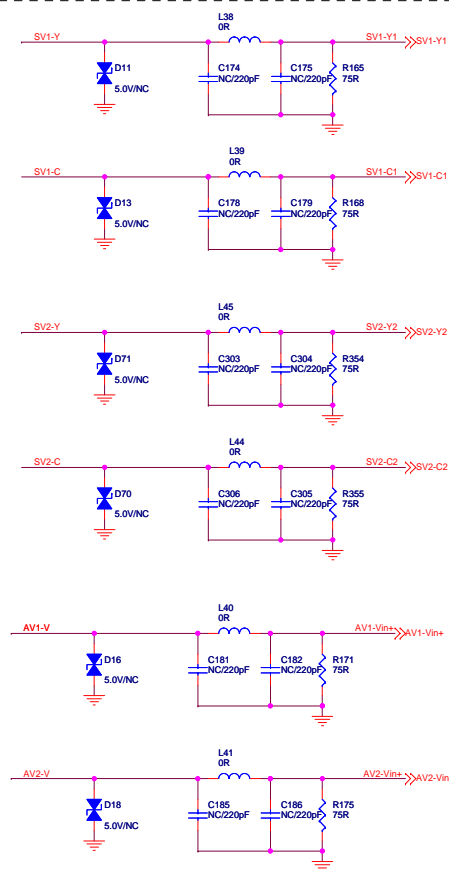 L38
0R
SV1-Y
SV1-Y1
SV1-Y1
D11
5.0V/NC
C174
NC/220pF
C175
NC/220pF
R165
75R
L39
0R
SV1-C
SV1-C1
SV1-C1
D13
5.0V/NC
C178
NC/220pF
C179
NC/220pF
R168
75R
L45
0R
SV2-Y
SV2-Y2
SV2-Y2
D71
5.0V/NC
C303
NC/220pF
C304
NC/220pF
R354
75R
L44
0R
SV2-C
SV2-C2
SV2-C2
D70
5.0V/NC
C306
NC/220pF
C305
NC/220pF
R355
75R
L40
0R
AV1-V
AV1-Vin+
AV1-Vin+
D16
5.0V/NC
C181
NC/220pF
C182
NC/220pF
R171
75R
L41
0R
AV2-V
AV2-Vin+
AV2-Vin
D18
5.0V/NC
C185
NC/220pF
C186
NC/220pF
R175
75R